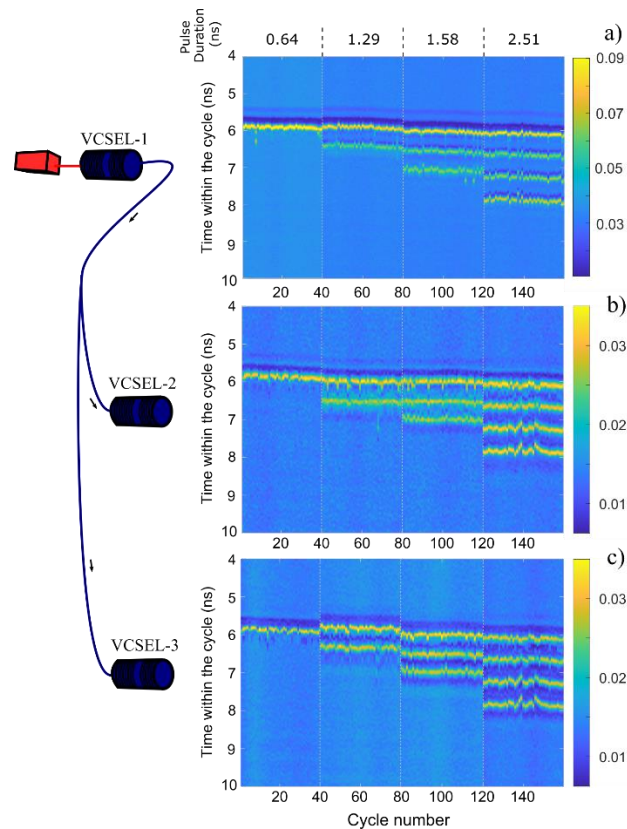 Pulse Duration (ns)
0.64 1.29 1.58 2.51
a)
VCSEL-1
Time within the cycle (ns)
4
5
6
7
8
9
10
20 40 60 80 100 120 140
0.09
0.07
0.05
0.03
b)
VCSEL-2
Time within the cycle (ns)
4
5
6
7
8
9
10
20 40 60 80 100 120 140
0.03
0.02
0.01
c)
VCSEL-3
Time within the cycle (ns)
4
5
6
7
8
9
10
20 40 60 80 100 120 140
0.03
0.02
0.01
Cycle number